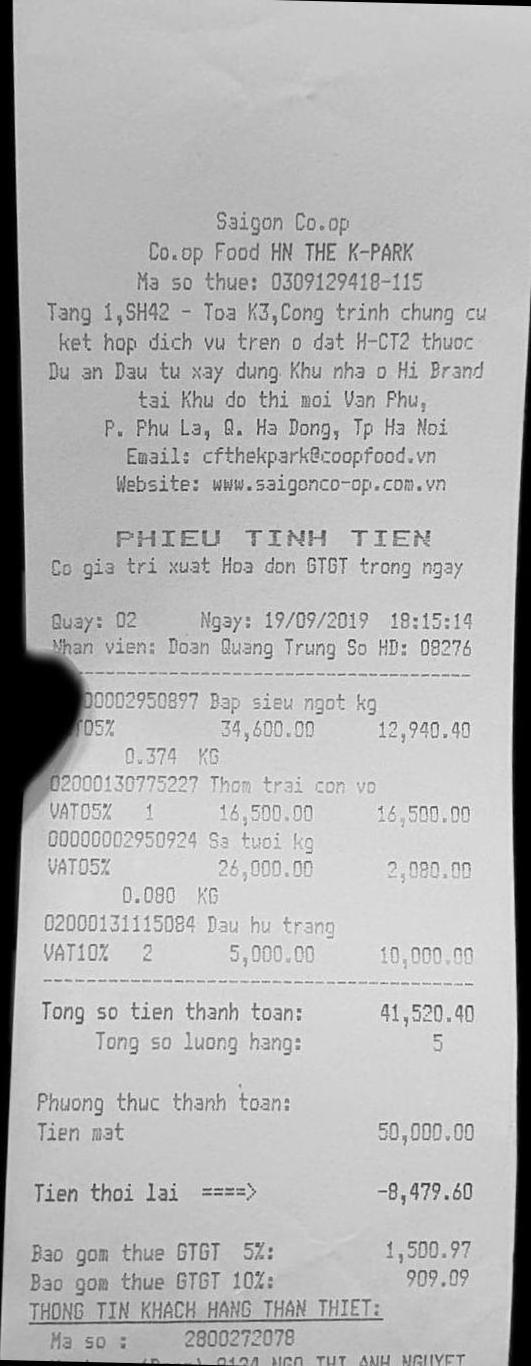 Saigon Co.op
Co.op Food HN THE K-PARK
Ma so thue: 0309129418-115
Tang 1,SH42 - Toa K3,Cong trinh chung cu
ket hop dich vu tren o dat H-CT2 thuoc
Du an Dau tu xay dung Khu nha o Hi Brand
tai Khu do thi moi Van Phu,
P. Phu La, Q. Ha Dong, Tp Ha Noi
Email: cfthekpark@coopfood.vn
Website: www.saigonco-op.com.vn
PHIEU TINH TIEN
Co gia tri xuat Hoa don GTGT trong ngay
Quay: 02 Ngay: 19/09/2019 18:15:14
Nhan vien: Doan Quang Trung So HD: 08276
00002950897 Bap sieu ngot kg
T05% 34,600.00 12,940.40
0.374 KG
02000130775227 Thom trai con vo
VAT05% 1 16,500.00 16,500.00
00000002950924 Sa tuoi kg
VAT05% 26,000.00 2,080.00
0.080 KG
02000131115084 Dau hu trang
VAT10% 2 5,000.00 10,000.00
Tong so tien thanh toan: 41,520.40
Tong so luong hang: 5
Phuong thuc thanh toan:
Tien mat 50,000.00
Tien thoi lai ====> -8,479.60
Bao gom thue GTGT 5%: 1,500.97
Bao gom thue GTGT 10%: 909.09
THONG TIN KHACH HANG THAN THIET:
Ma so : 2800272078
NGO THI ANH NGUYET